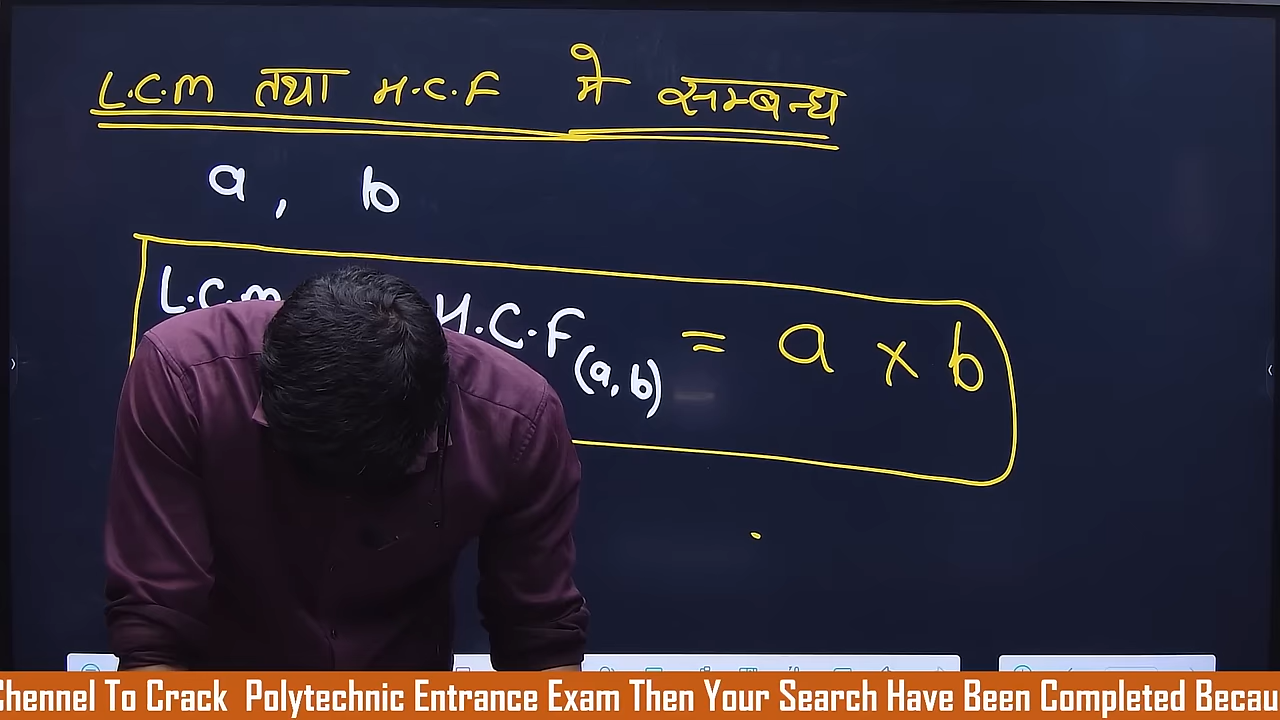 L.C.M तथा H.C.F में सम्बन्ध
a, b
L.C.M H.C.F(a,b) = a × b
Chennel To Crack Polytechnic Entrance Exam Then Your Search Have Been Completed Becau